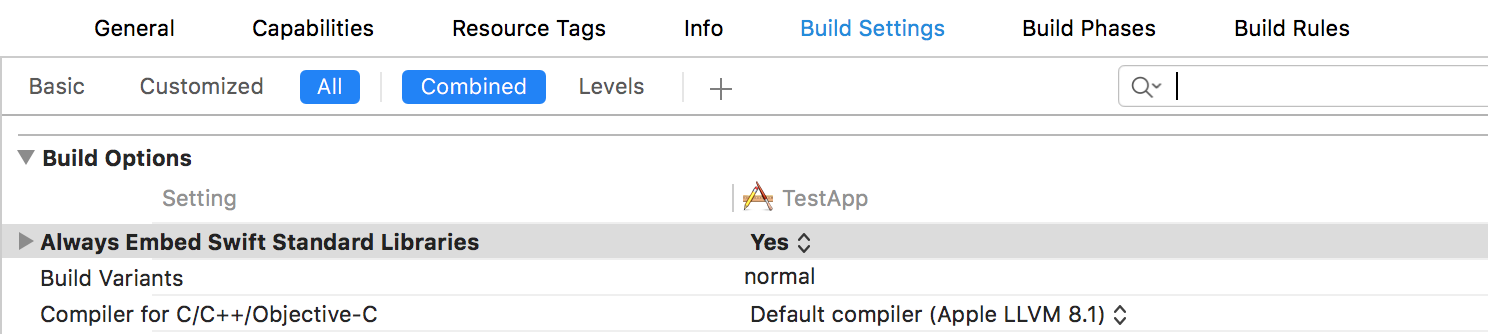 General Capabilities Resource Tags Info Build Settings Build Phases Build Rules
Basic Customized All Combined Levels
Build Options
Setting TestApp
Always Embed Swift Standard Libraries Yes
Build Variants normal
Compiler for C/C++/Objective-C Default compiler (Apple LLVM 8.1)